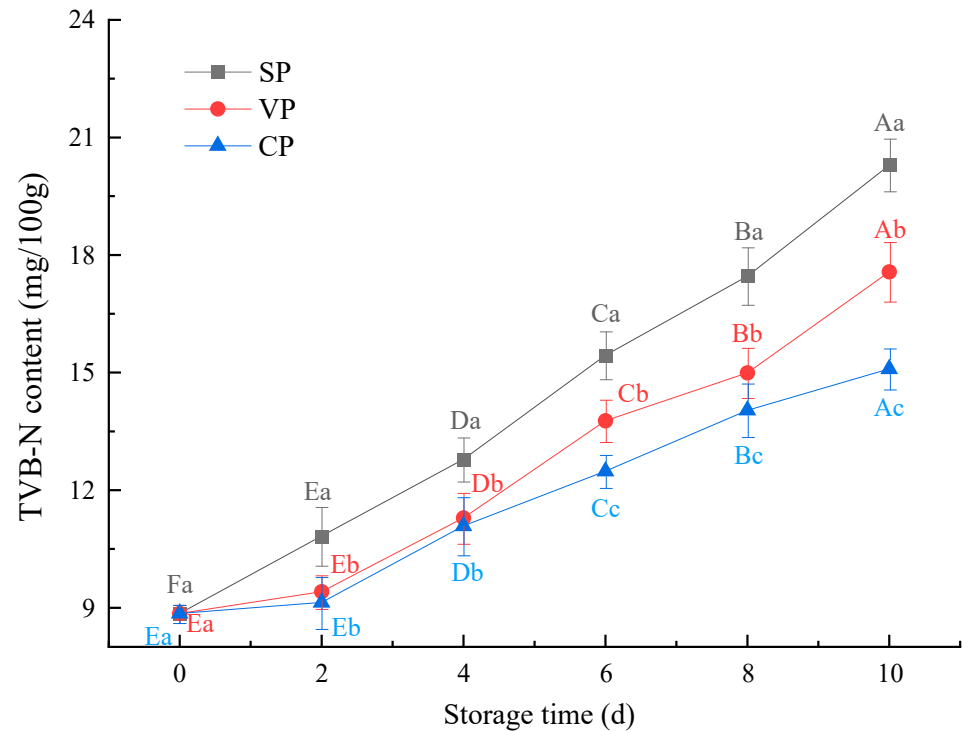 24
21
18
15
12
9
TVB-N content (mg/100g)
SP
VP
CP
Aa
Ab
Ac
Ba
Bb
Bc
Ca
Cb
Cc
Da
Db
Db
Ea
Eb
Eb
Fa
Ea
Ea
0 2 4 6 8 10
Storage time (d)